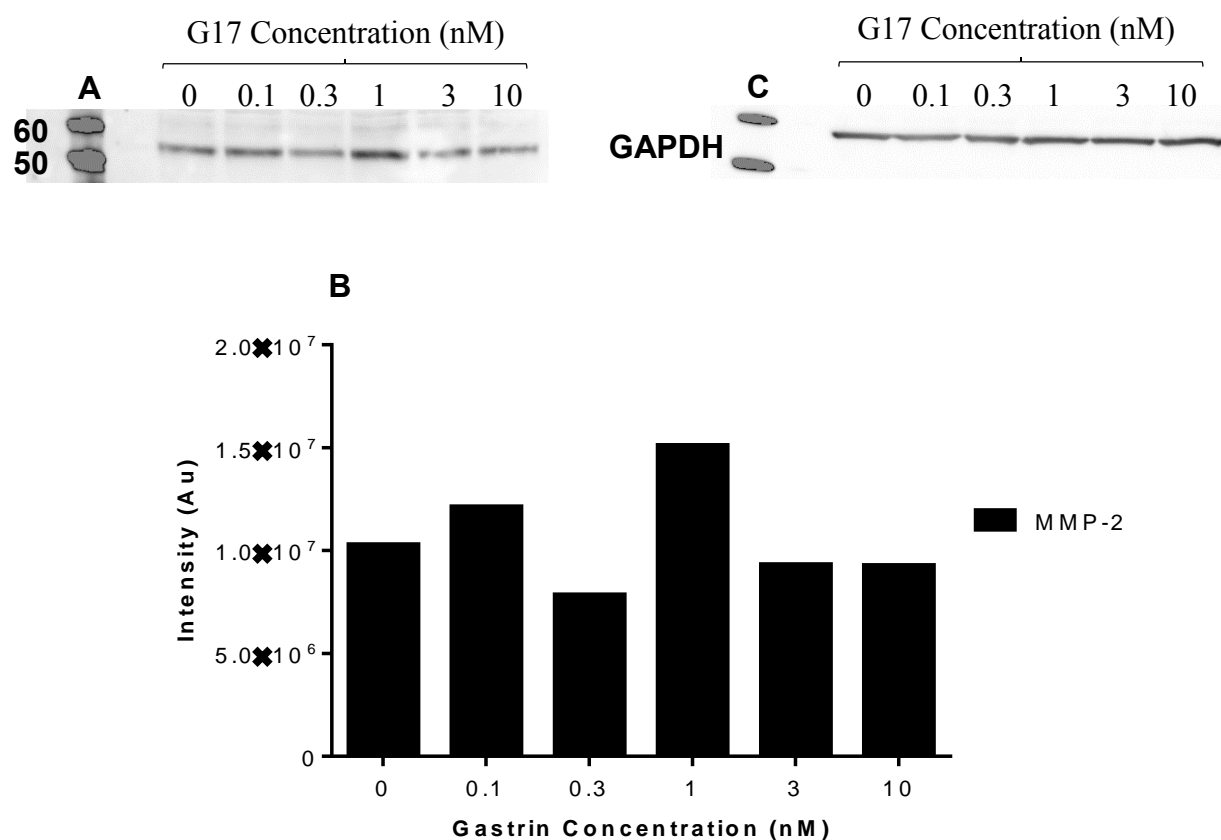 G17 Concentration (nM)
A
0 0.1 0.3 1 3 10
60
50
G17 Concentration (nM)
C
0 0.1 0.3 1 3 10
GAPDH
B
2.0✖10⁷
1.5✖10⁷
1.0✖10⁷
5.0✖10⁶
0
Intensity (Au)
0 0.1 0.3 1 3 10
Gastrin Concentration (nM)
MMP-2